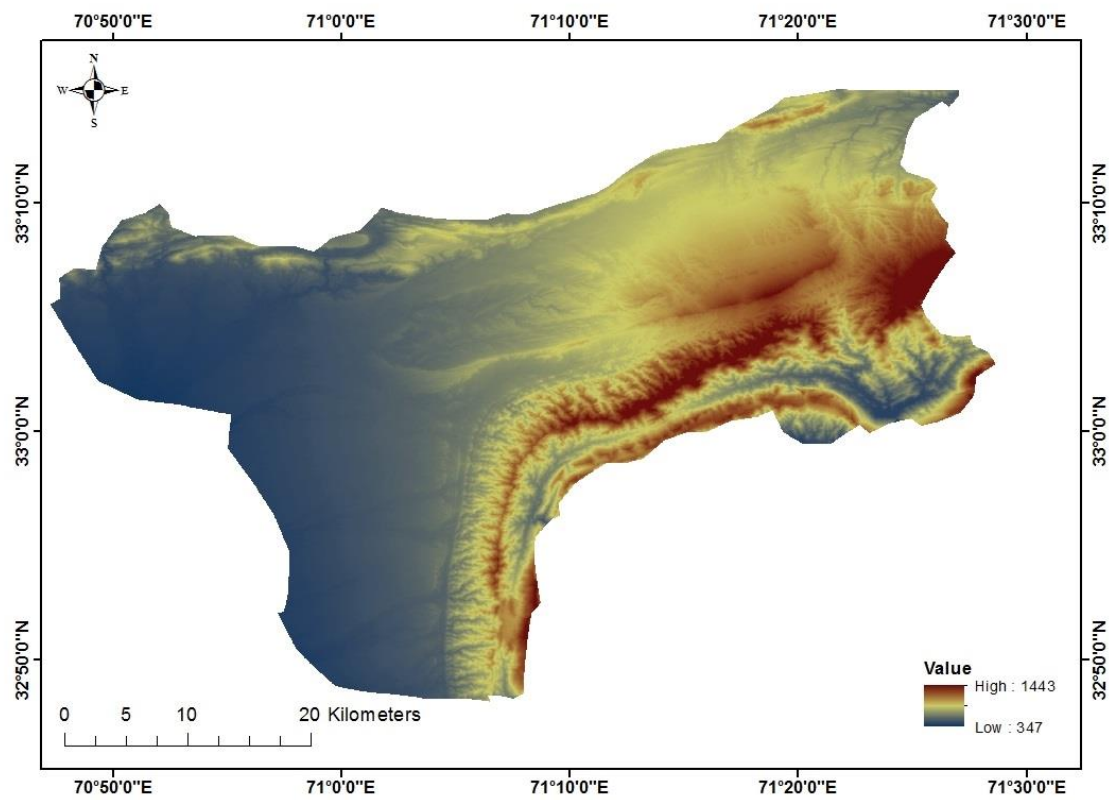 70°50'0"E 71°0'0"E 71°10'0"E 71°20'0"E 71°30'0"E
N
W E
S
33°10'0"N 33°10'0"N
33°0'0"N 33°0'0"N
32°50'0"N 32°50'0"N
Value
High : 1443
Low : 347
0 5 10 20 Kilometers
70°50'0"E 71°0'0"E 71°10'0"E 71°20'0"E 71°30'0"E